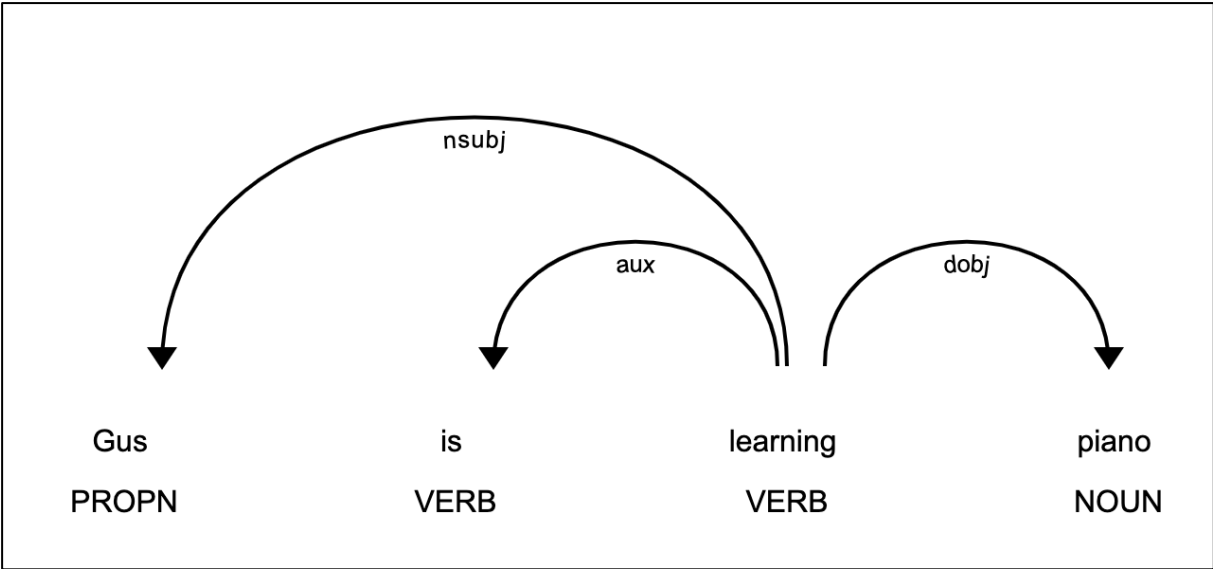 nsubj
aux dobj
Gus is learning piano
PROPN VERB VERB NOUN